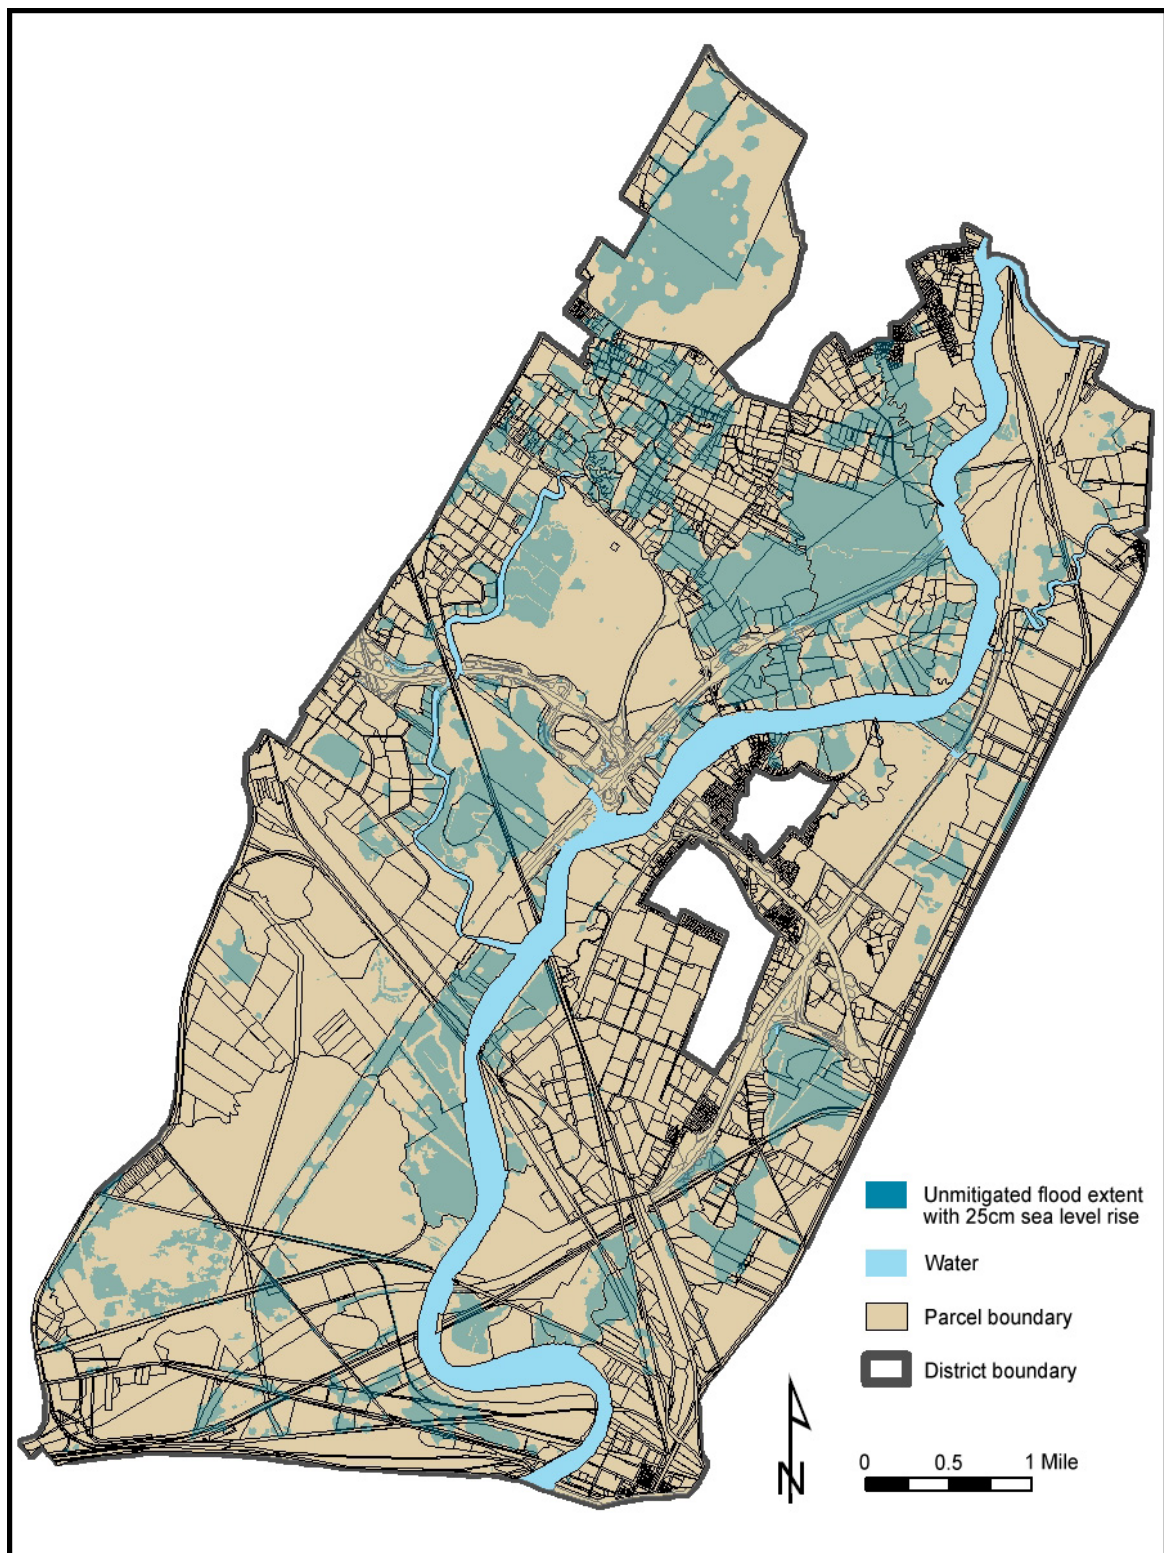 Unmitigated flood extent
with 25cm sea level rise
Water
Parcel boundary
District boundary
N
0 0.5 1 Mile